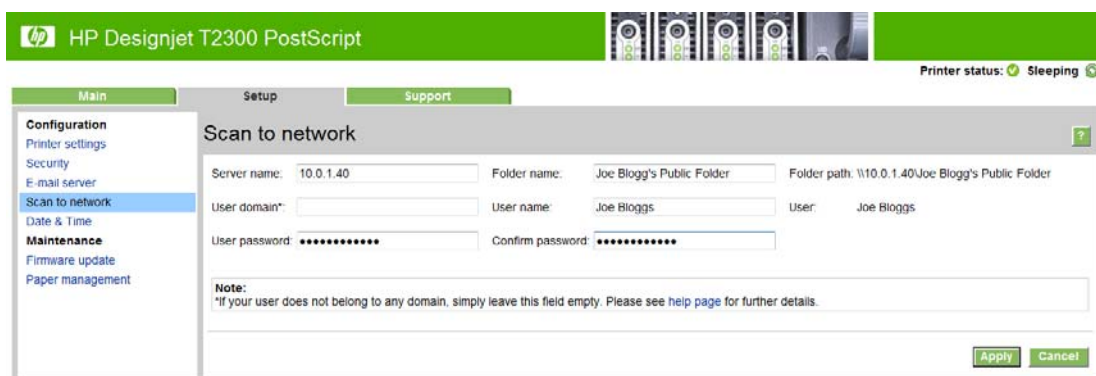 hp HP Designjet T2300 PostScript
Printer status: Sleeping
Main Setup Support
Configuration
Printer settings
Security
E-mail server
Scan to network
Date & Time
Maintenance
Firmware update
Paper management
Scan to network ?
Server name: 10.0.1.40 Folder name: Joe Blogg's Public Folder Folder path: \\10.0.1.40\Joe Blogg's Public Folder
User domain*: User name: Joe Bloggs User: Joe Bloggs
User password: •••••••••••• Confirm password: ••••••••••••
Note:
*If your user does not belong to any domain, simply leave this field empty. Please see help page for further details.
Apply Cancel